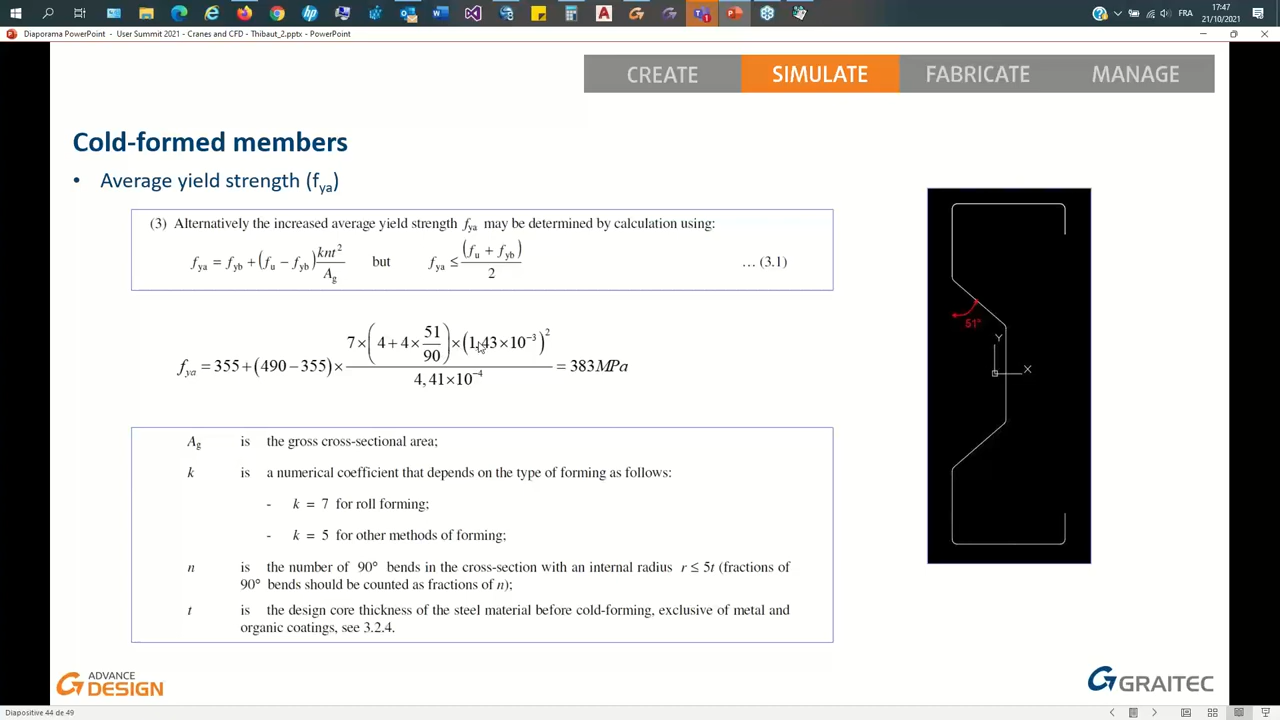 17:47
FRA
21/10/2021
Diaporama PowerPoint - User Summit 2021 - Cranes and CFD - Thibaut_2.pptx - PowerPoint
CREATE SIMULATE FABRICATE MANAGE
Cold-formed members
• Average yield strength (fya)
(3) Alternatively the increased average yield strength fya may be determined by calculation using:
fya = fyb + (fu − fyb) knt² / Ag but fya ≤ (fu + fyb) / 2 … (3.1)
fya = 355 + (490 − 355) × 7 × (4 + 4 × 51/90) × (1,43 × 10⁻³)² / 4,41 × 10⁻⁴ = 383 MPa
51°
Y
X
Ag is the gross cross-sectional area;
k is a numerical coefficient that depends on the type of forming as follows:
- k = 7 for roll forming;
- k = 5 for other methods of forming;
n is the number of 90° bends in the cross-section with an internal radius r ≤ 5t (fractions of
90° bends should be counted as fractions of n);
t is the design core thickness of the steel material before cold-forming, exclusive of metal and
organic coatings, see 3.2.4.
ADVANCE
DESIGN
GRAITEC
Diapositive 44 de 49